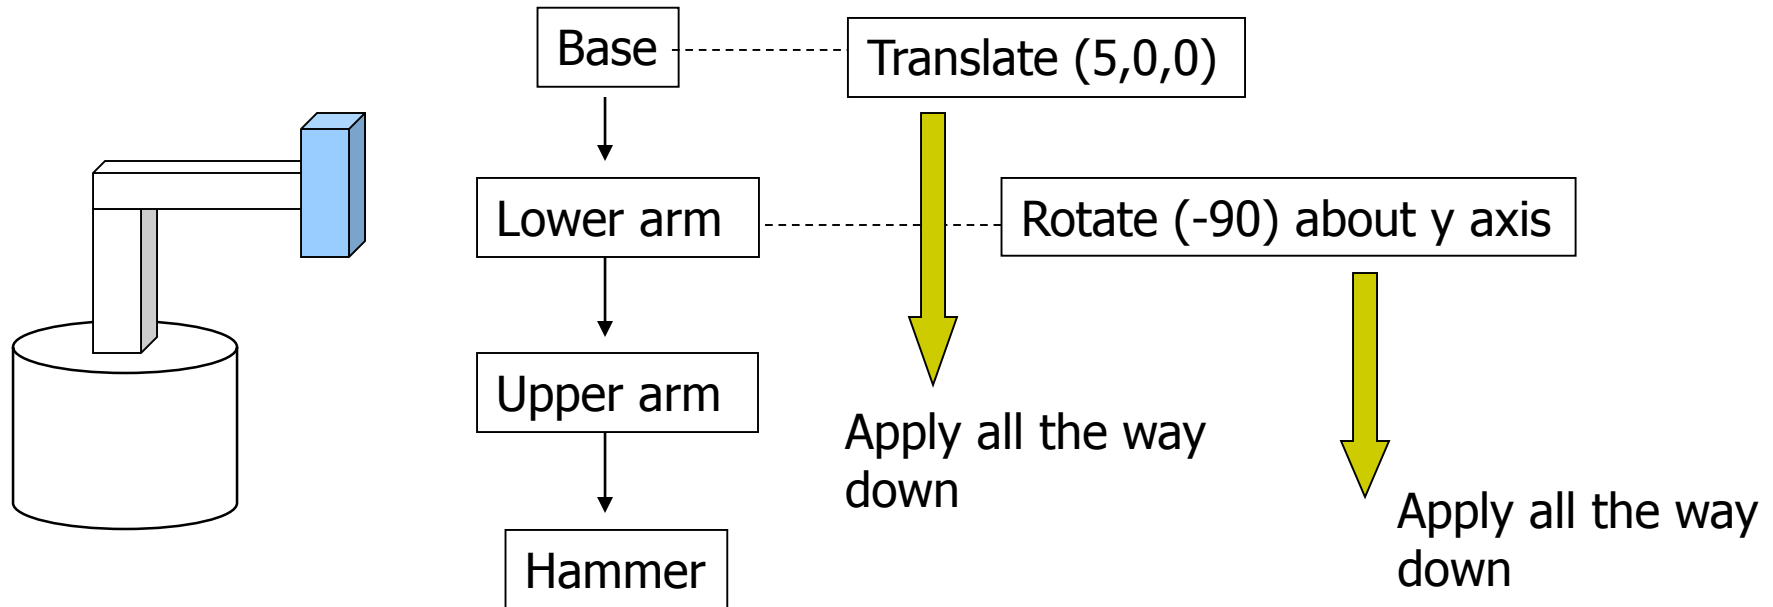 Base
Translate (5,0,0)
Lower arm
Rotate (-90) about y axis
Upper arm
Apply all the way
down
Apply all the way
down
Hammer